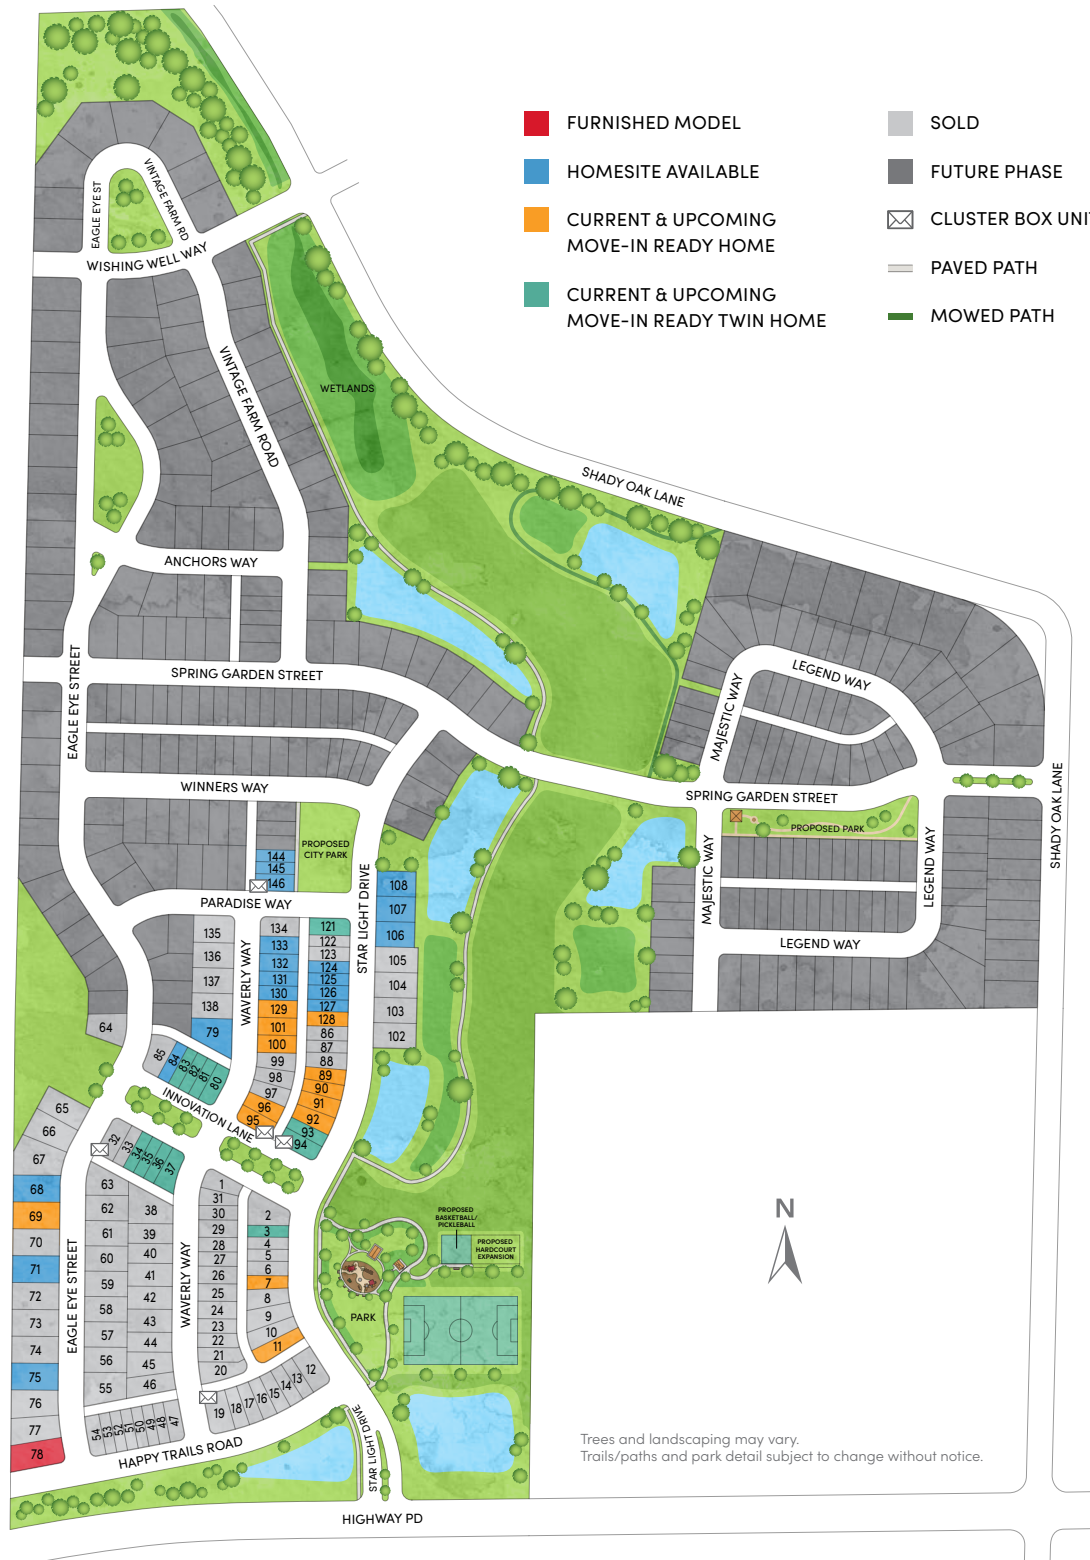 FURNISHED MODEL
HOMESITE AVAILABLE
CURRENT & UPCOMING
MOVE-IN READY HOME
CURRENT & UPCOMING
MOVE-IN READY TWIN HOME
SOLD
FUTURE PHASE
CLUSTER BOX UNI
PAVED PATH
MOWED PATH
EAGLE EYE ST
VINTAGE FARM RD
WISHING WELL WAY
VINTAGE FARM ROAD
WETLANDS
SHADY OAK LANE
ANCHORS WAY
EAGLE EYE STREET
SPRING GARDEN STREET
WINNERS WAY
LEGEND WAY
MAJESTIC WAY
SPRING GARDEN STREET
SHADY OAK LANE
PROPOSED PARK
MAJESTIC WAY
LEGEND WAY
LEGEND WAY
PROPOSED
CITY PARK
144
145
146
PARADISE WAY
STAR LIGHT DRIVE
108
107
106
105
104
103
102
135
136
137
138
79
WAVERLY WAY
134
133
132
131
130
129
101
100
99
98
97
96
95
121
122
123
124
125
126
127
128
86
87
88
89
90
91
92
93
94
64
85
84
83
82
81
80
INNOVATION LANE
65
66
67
68
69
70
71
72
73
74
75
76
77
78
32
33
34
35
36
37
EAGLE EYE STREET
63
62
61
60
59
58
57
56
55
38
39
40
41
42
43
44
45
46
WAVERLY WAY
1
31
30
29
28
27
26
25
24
23
22
21
20
2
3
4
5
6
7
8
9
10
11
19
18
17
16
15
14
13
12
54
53
52
51
50
49
48
47
HAPPY TRAILS ROAD
PROPOSED
BASKETBALL/
PICKLEBALL
PROPOSED
HARDCOURT
EXPANSION
PARK
STAR LIGHT DRIVE
HIGHWAY PD
N
Trees and landscaping may vary.
Trails/paths and park detail subject to change without notice.